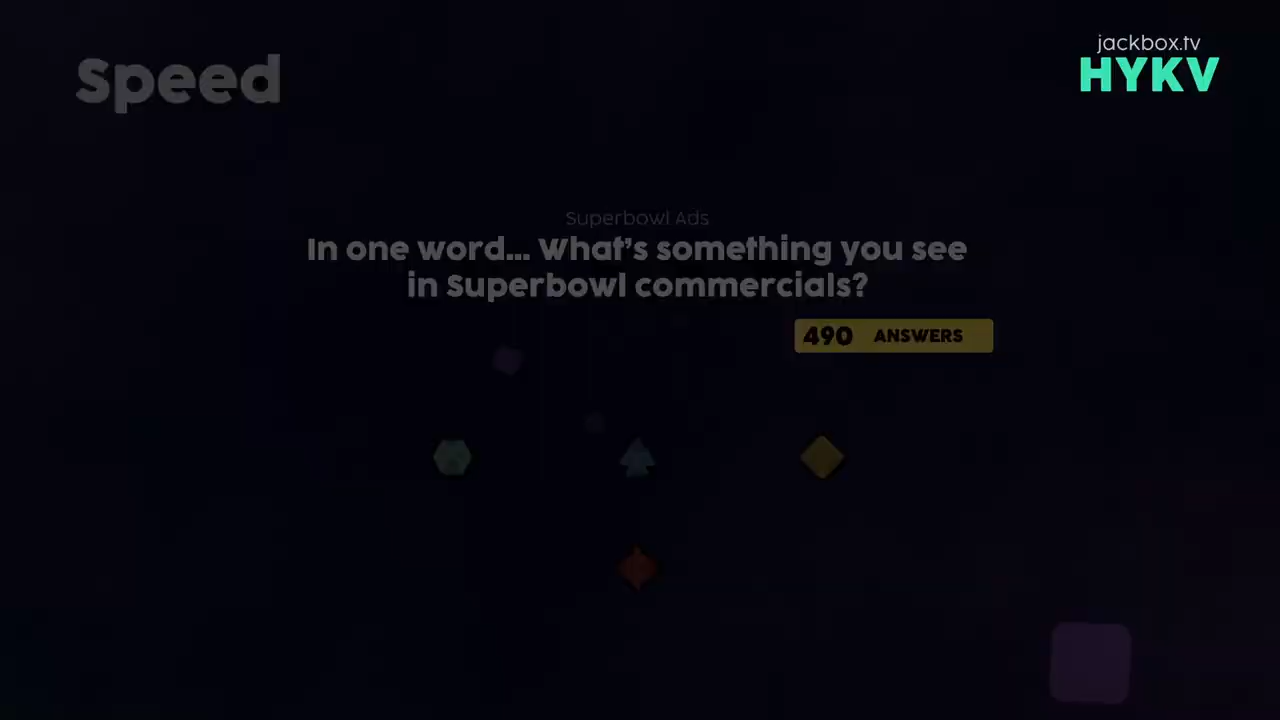 jackbox.tv
HYKV
Speed
Superbowl Ads
In one word... What's something you see
in Superbowl commercials?
490 ANSWERS